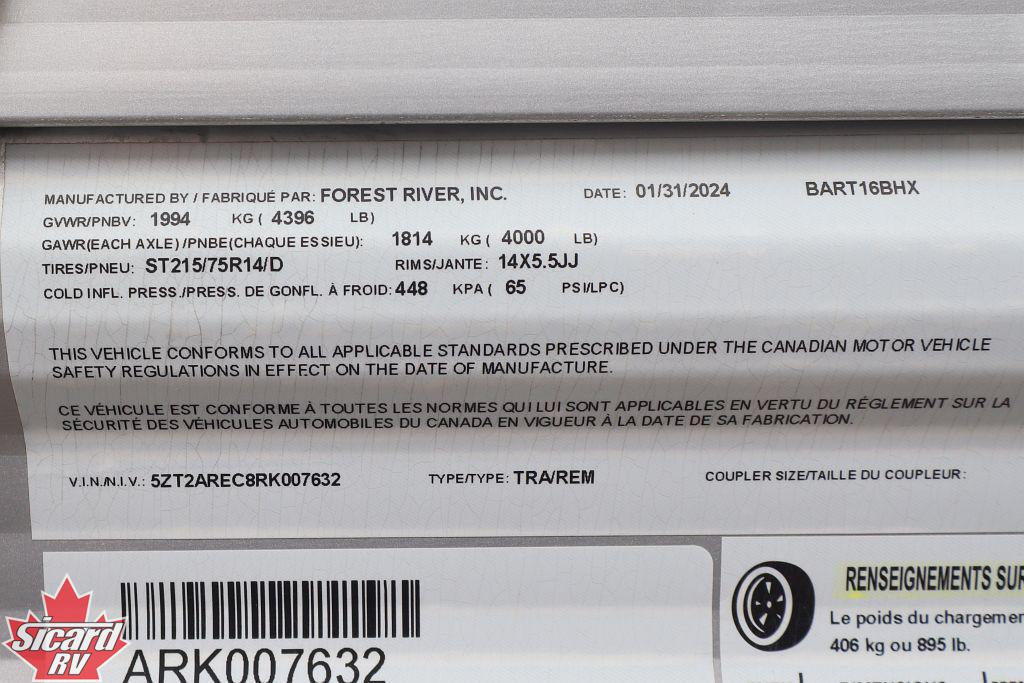 MANUFACTURED BY / FABRIQUÉ PAR: FOREST RIVER, INC. DATE: 01/31/2024 BART16BHX
GVWR/PNBV: 1994 KG ( 4396 LB)
GAWR(EACH AXLE) /PNBE(CHAQUE ESSIEU): 1814 KG ( 4000 LB)
TIRES/PNEU: ST215/75R14/D RIMS/JANTE: 14X5.5JJ
COLD INFL. PRESS./PRESS. DE GONFL. À FROID: 448 KPA ( 65 PSI/LPC)
THIS VEHICLE CONFORMS TO ALL APPLICABLE STANDARDS PRESCRIBED UNDER THE CANADIAN MOTOR VEHICLE
SAFETY REGULATIONS IN EFFECT ON THE DATE OF MANUFACTURE.
CE VÉHICULE EST CONFORME À TOUTES LES NORMES QUI LUI SONT APPLICABLES EN VERTU DU RÉGLEMENT SUR LA
SÉCURITÉ DES VÉHICULES AUTOMOBILES DU CANADA EN VIGUEUR À LA DATE DE SA FABRICATION.
V.I.N./N.I.V.: 5ZT2AREC8RK007632 TYPE/TYPE: TRA/REM COUPLER SIZE/TAILLE DU COUPLEUR:
ARK007632
RENSEIGNEMENTS SUR
Le poids du chargemen
406 kg ou 895 lb.
Sicard
RV